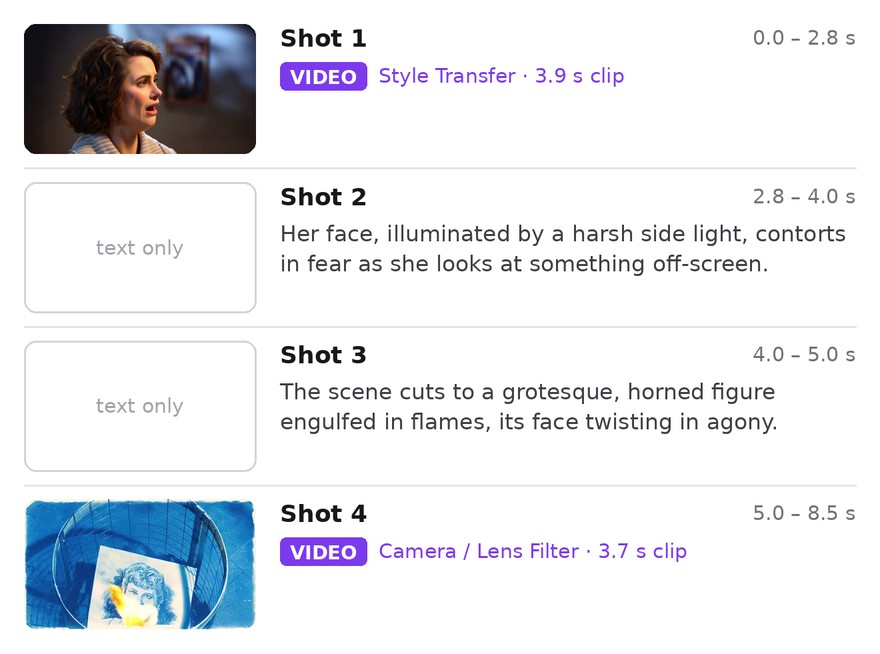 Shot 1
0.0 – 2.8 s
VIDEO Style Transfer · 3.9 s clip
text only
Shot 2
2.8 – 4.0 s
Her face, illuminated by a harsh side light, contorts
in fear as she looks at something off-screen.
text only
Shot 3
4.0 – 5.0 s
The scene cuts to a grotesque, horned figure
engulfed in flames, its face twisting in agony.
Shot 4
5.0 – 8.5 s
VIDEO Camera / Lens Filter · 3.7 s clip